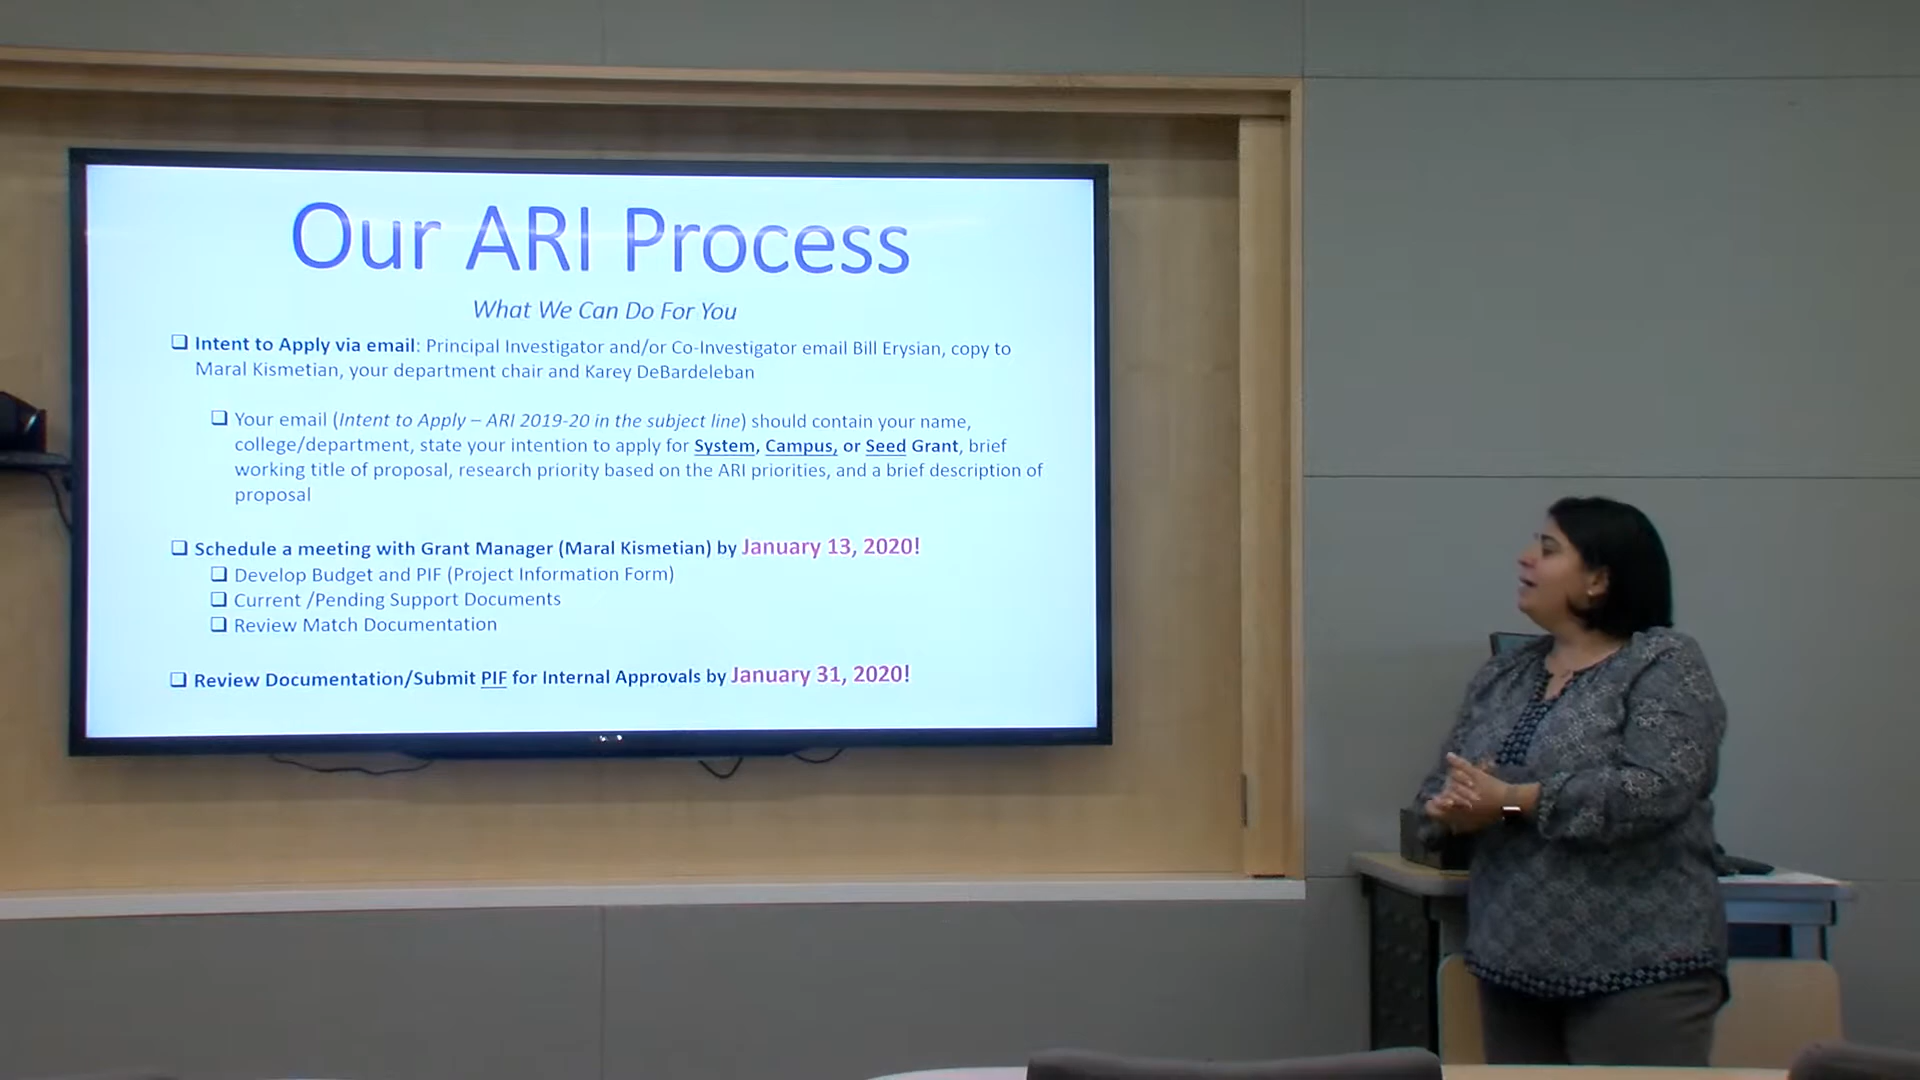 Our ARI Process
What We Can Do For You
❑ Intent to Apply via email: Principal Investigator and/or Co-Investigator email Bill Erysian, copy to
Maral Kismetian, your department chair and Karey DeBardeleban
❑ Your email (Intent to Apply – ARI 2019-20 in the subject line) should contain your name,
college/department, state your intention to apply for System, Campus, or Seed Grant, brief
working title of proposal, research priority based on the ARI priorities, and a brief description of
proposal
❑ Schedule a meeting with Grant Manager (Maral Kismetian) by January 13, 2020!
❑ Develop Budget and PIF (Project Information Form)
❑ Current /Pending Support Documents
❑ Review Match Documentation
❑ Review Documentation/Submit PIF for Internal Approvals by January 31, 2020!